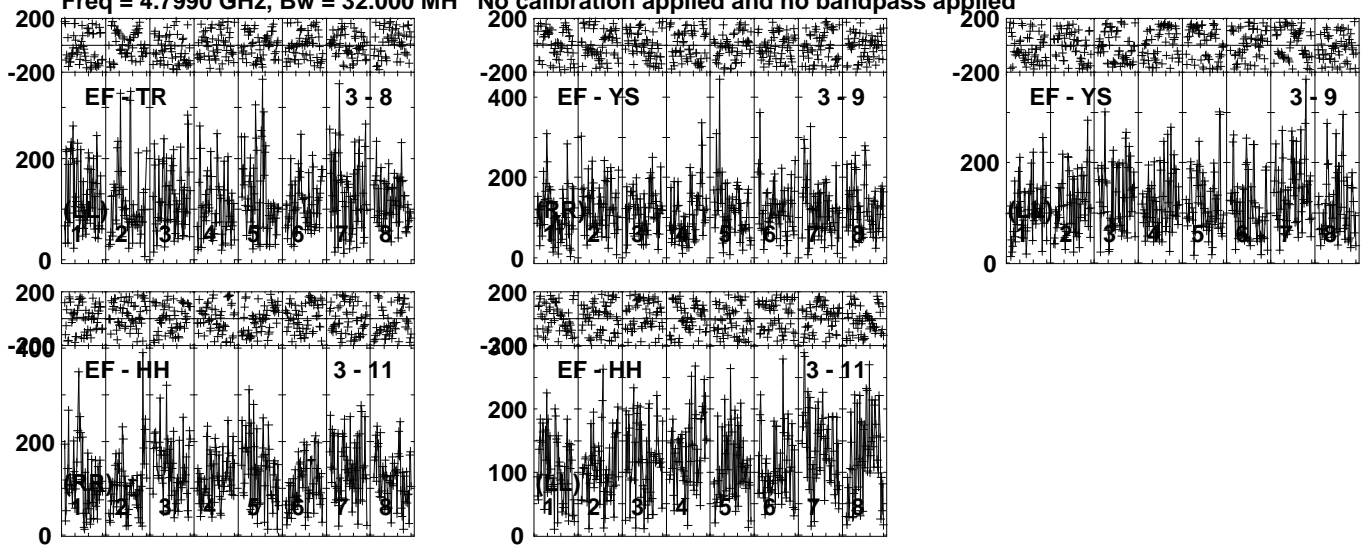 Freq = 4.7990 GHz, Bw = 32.000 MH No calibration applied and no bandpass applied
200
-200
EF - TR 3 - 8
200
(LL)
1 2 3 4 5 6 7 8
0
200
-200
400
EF - YS 3 - 9
200
(RR)
1 2 3 4 5 6 7 8
0
200
-200
EF - YS 3 - 9
200
(LL)
1 2 3 4 5 6 7 8
0
200
-200
400
EF - HH 3 - 11
200
(RR)
1 2 3 4 5 6 7 8
0
200
-200
300
EF - HH 3 - 11
200
100
(LL)
1 2 3 4 5 6 7 8
0